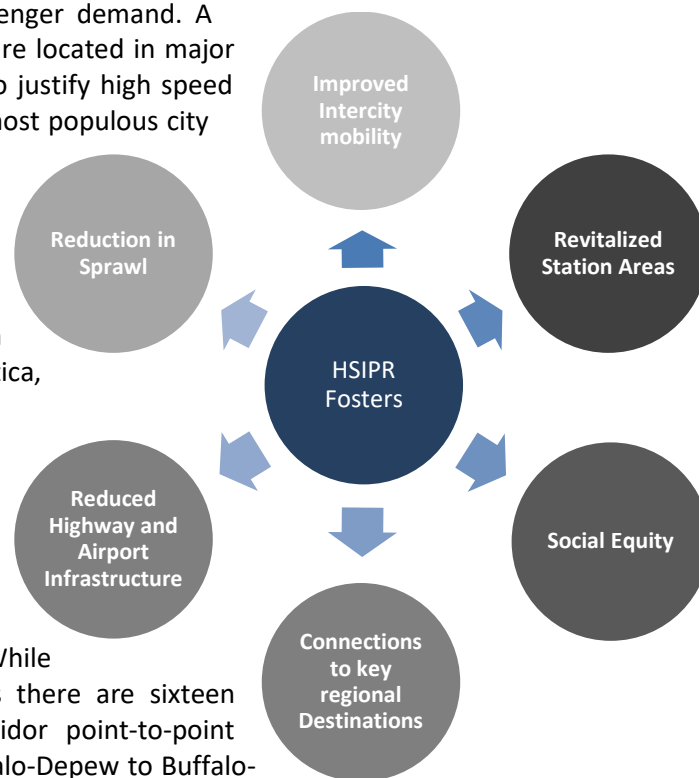 enger demand. A
re located in major
o justify high speed
nost populous city
tica,
While
s there are sixteen
idor point-to-point
alo-Depew to Buffalo-
Improved
Intercity
mobility
Revitalized
Station Areas
Social Equity
Connections
to key
regional
Destinations
Reduced
Highway and
Airport
Infrastructure
Reduction in
Sprawl
HSIPR
Fosters